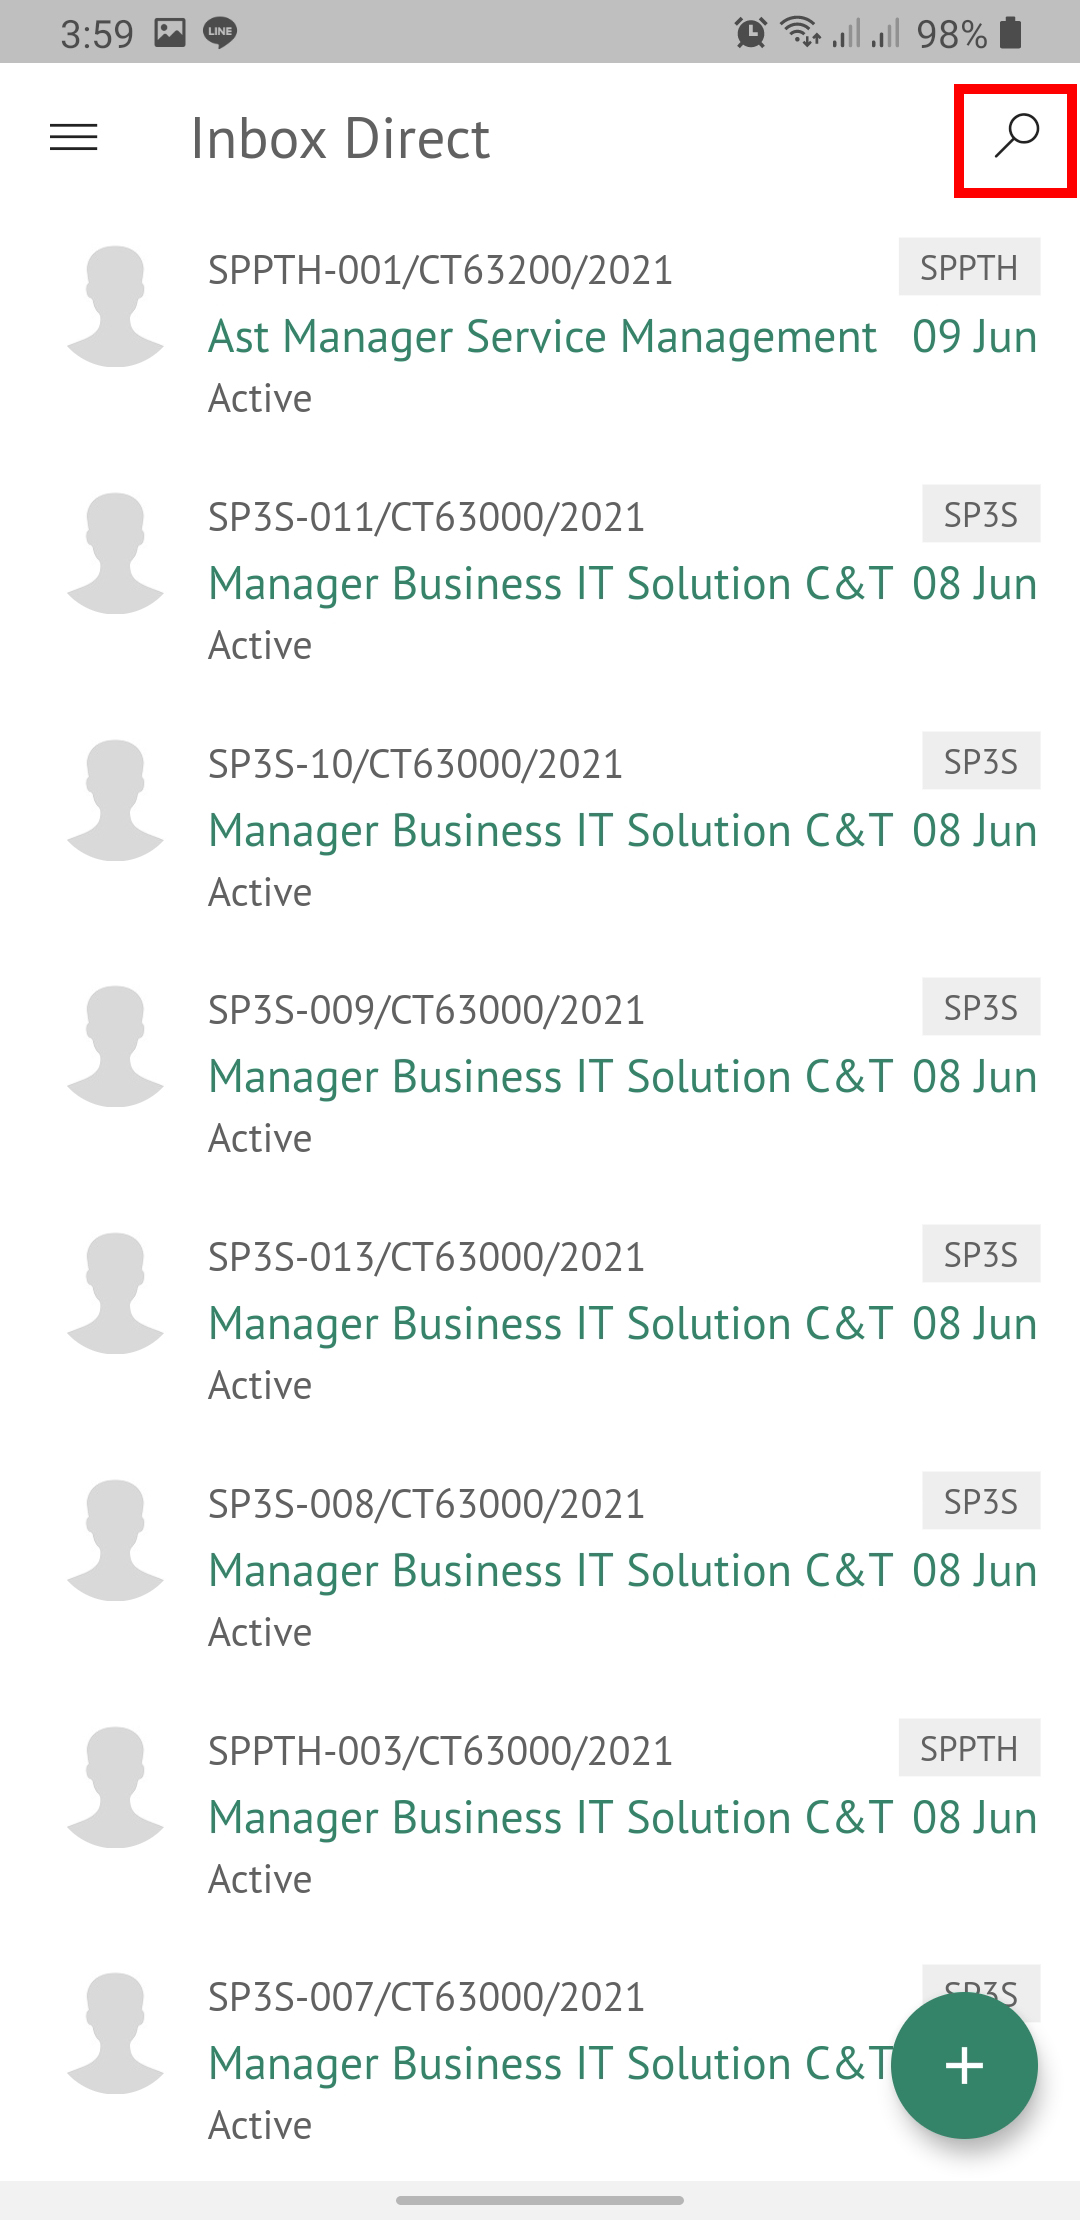 3:59 LINE 98%
Inbox Direct
SPPTH-001/CT63200/2021 SPPTH
Ast Manager Service Management 09 Jun
Active
SP3S-011/CT63000/2021 SP3S
Manager Business IT Solution C&T 08 Jun
Active
SP3S-10/CT63000/2021 SP3S
Manager Business IT Solution C&T 08 Jun
Active
SP3S-009/CT63000/2021 SP3S
Manager Business IT Solution C&T 08 Jun
Active
SP3S-013/CT63000/2021 SP3S
Manager Business IT Solution C&T 08 Jun
Active
SP3S-008/CT63000/2021 SP3S
Manager Business IT Solution C&T 08 Jun
Active
SPPTH-003/CT63000/2021 SPPTH
Manager Business IT Solution C&T 08 Jun
Active
SP3S-007/CT63000/2021 SP3S
Manager Business IT Solution C&T
Active